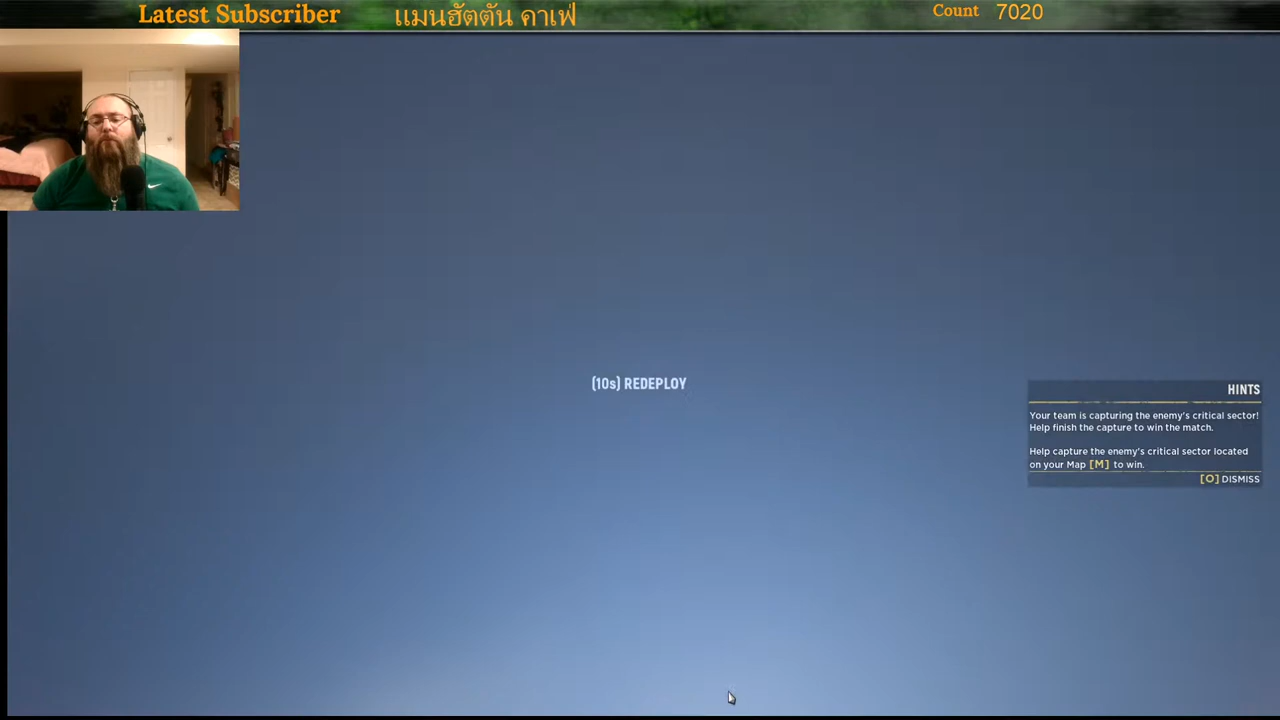 Latest Subscriber แมนฮัตตัน คาเฟ่ Count 7020
(10s) REDEPLOY
HINTS
Your team is capturing the enemy's critical sector!
Help finish the capture to win the match.
Help capture the enemy's critical sector located
on your Map [M] to win.
[O] DISMISS